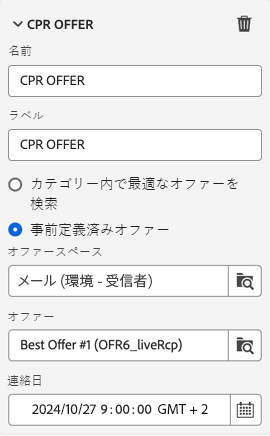 CPR OFFER
名前
CPR OFFER
ラベル
CPR OFFER
カテゴリー内で最適なオファーを
検索
事前定義済みオファー
オファースペース
メール (環境 - 受信者)
オファー
Best Offer #1 (OFR6_liveRcp)
連絡日
2024/10/27 9:00:00 GMT + 2